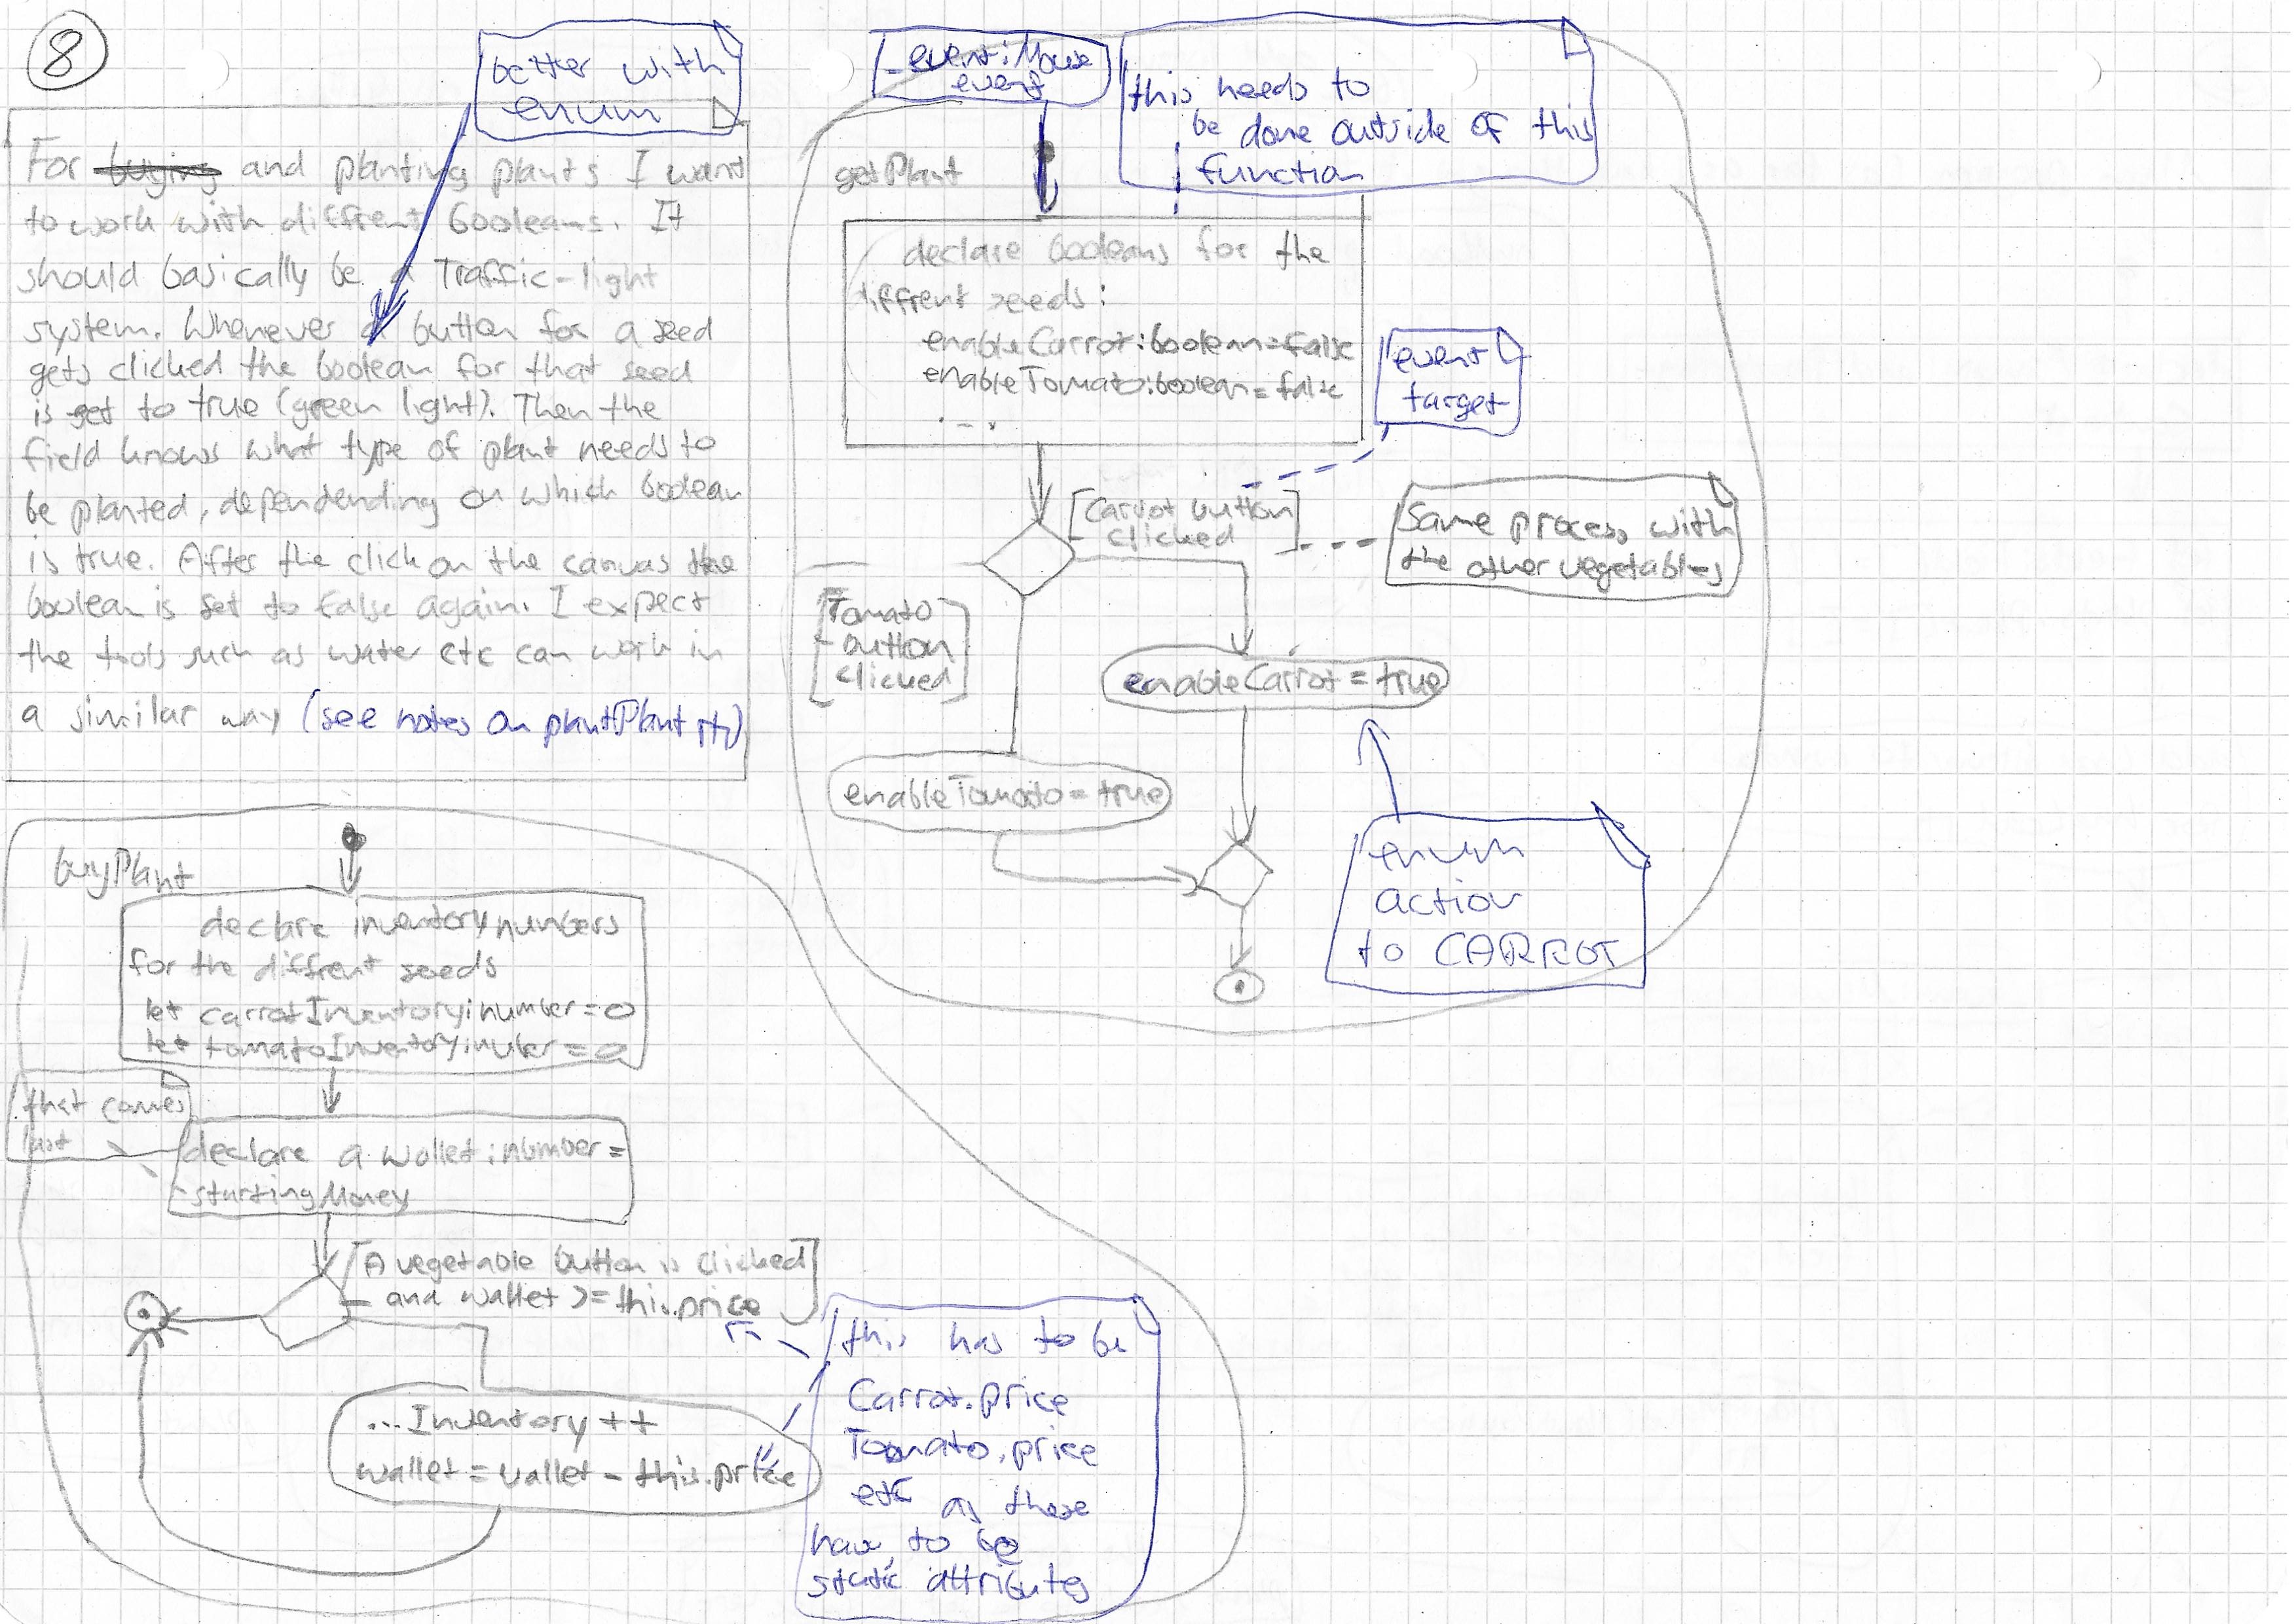 8
better with
enum
For buying and planting plants I want
to work with diffrent booleans. It
should basically be a Traffic-light
system. Whenever a button for a seed
gets clicked the boolean for that seed
is set to true (green light). Then the
field knows what type of plant needs to
be planted, dependending on which boolean
is true. After the click on the canvas the
boolean is set to false again. I expect
the tools such as water etc can work in
a similar way (see notes on plantPlant
_event:Mouse
event
this needs to
be done outside of this
function
getPlant
declare booleans for the
diffrent seeds:
enableCarrot:boolean=false
enableTomato:boolean=false
...
event
target
[Carrot button
clicked]
Same process with
the other vegetables
[Tomato
button
clicked]
enableCarrot = true
enableTomato = true
enum
action
to CARROT
buyPlant
declare inventory numbers
for the diffrent seeds
let carrotInventory:number=0
let tomatoInventory:nuber=0
that comes
last
declare a wallet:number=
startingMoney
[A vegetable button is clicked
and wallet >= this.price]
...Inventory ++
wallet = wallet - this.price
this has to be
Carrot.price
Tomato.price
etc as these
have to be
static attributes